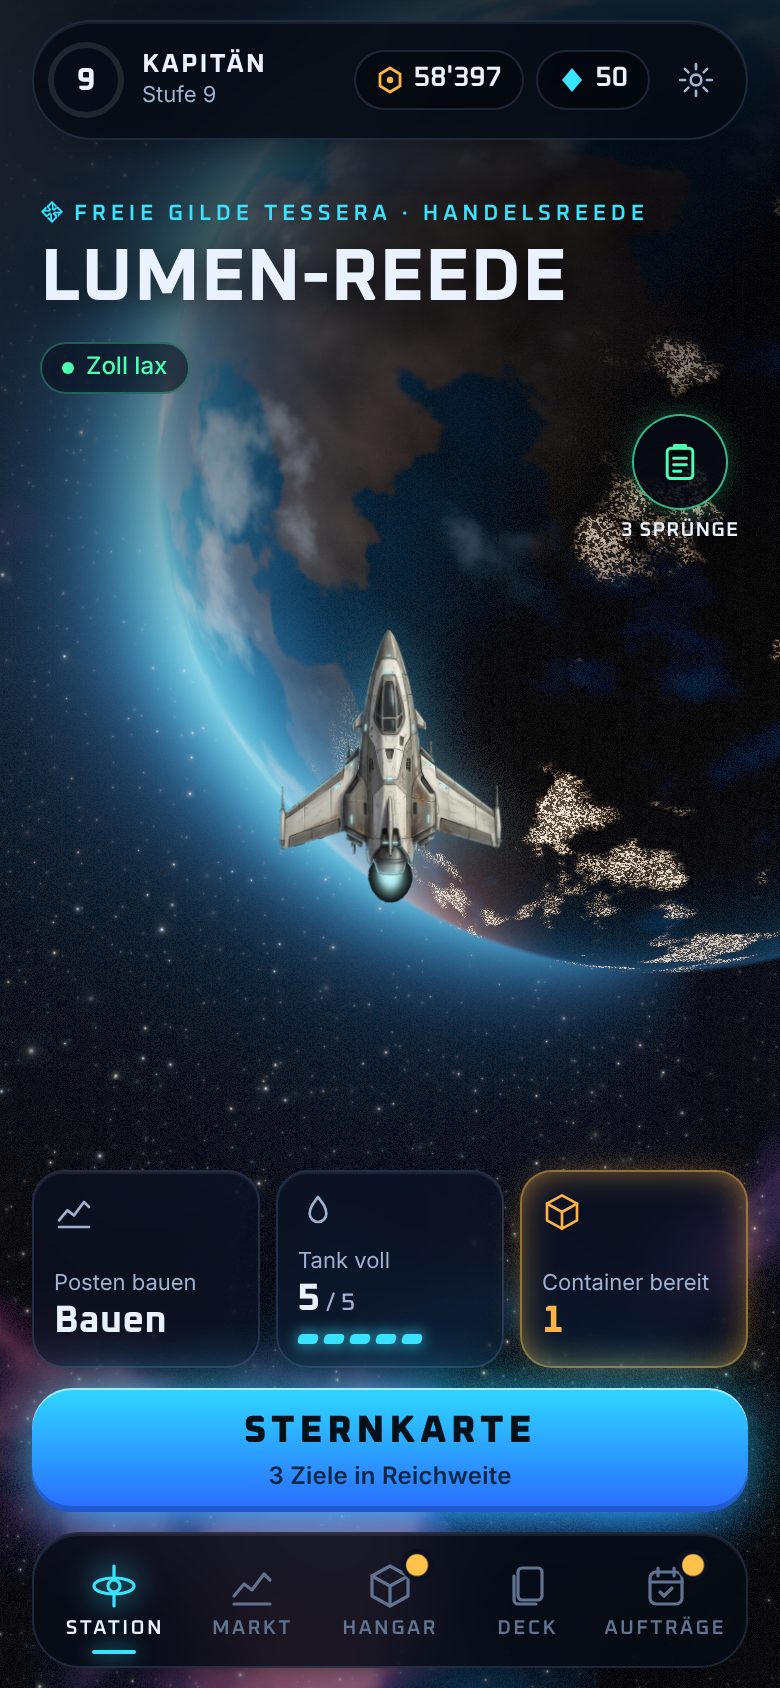 9
KAPITÄN
Stufe 9
58'397
50
FREIE GILDE TESSERA · HANDELSREEDE
LUMEN-REEDE
Zoll lax
3 SPRÜNGE
Posten bauen
Bauen
Tank voll
5 / 5
Container bereit
1
STERNKARTE
3 Ziele in Reichweite
STATION
MARKT
HANGAR
DECK
AUFTRÄGE